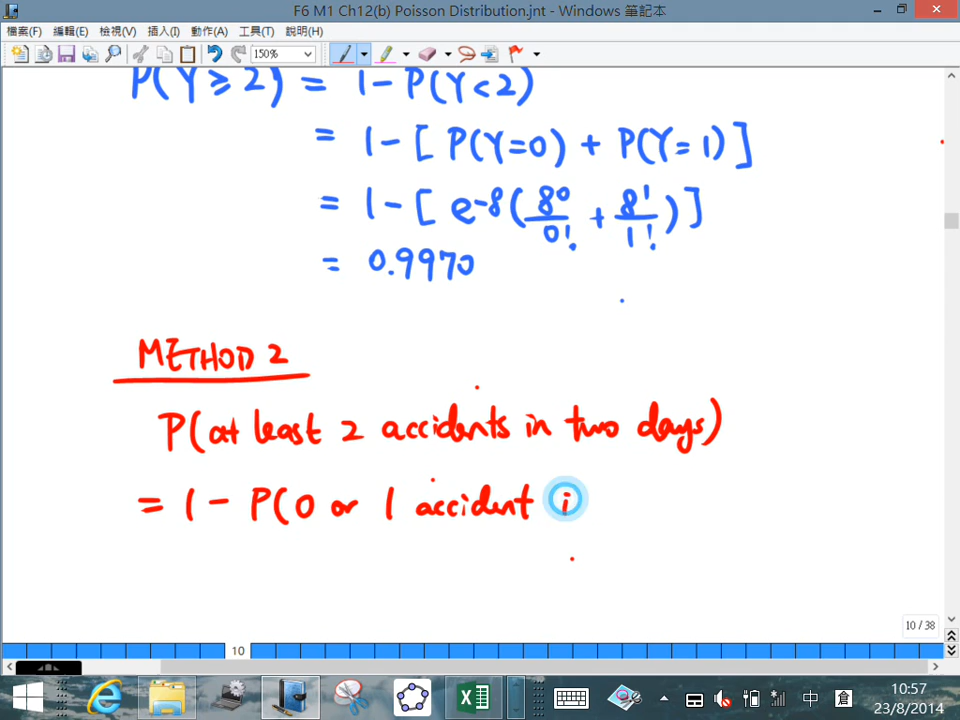 F6 M1 Ch12(b) Poisson Distribution.jnt - Windows 筆記本
檔案(F) 編輯(E) 檢視(V) 插入(I) 動作(A) 工具(T) 說明(H)
150%
P(Y ≥ 2) = 1 - P(Y < 2)
= 1 - [ P(Y=0) + P(Y=1) ]
= 1 - [ e^-8 ( 8^0/0! + 8^1/1! ) ]
= 0.9970
METHOD 2
P(at least 2 accidents in two days)
= 1 - P(0 or 1 accident i
10 / 38
10
中 倉
10:57
23/8/2014